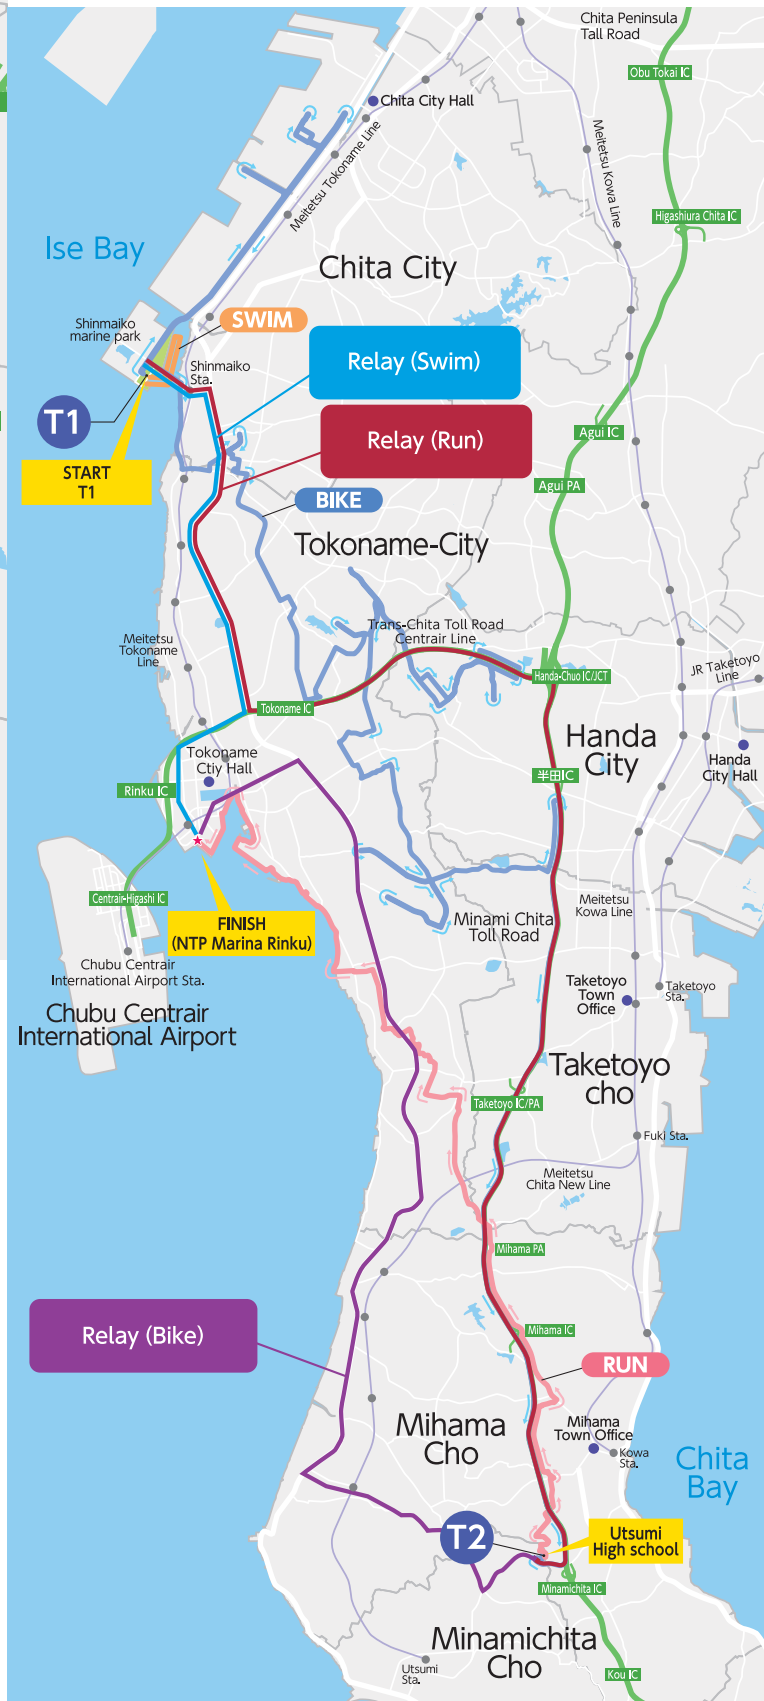 Chita Peninsula
Tall Road
Obu Tokai IC
Chita City Hall
Meitetsu Tokoname Line
Meitetsu Kowa Line
Higashiura Chita IC
Ise Bay
Chita City
Shinmaiko
marine park
SWIM
Shinmaiko
Sta.
Relay (Swim)
T1
Relay (Run)
Agui IC
START
T1
Agui PA
BIKE
Tokoname-City
Trans-Chita Toll Road
Centrair Line
Meitetsu
Tokoname
Line
JR Taketoyo
Line
Handa-Chuo IC/JCT
Tokoname IC
Handa
City
Tokoname
Ctiy Hall
Handa
City Hall
半田IC
Rinku IC
Centrair-Higashi IC
FINISH
(NTP Marina Rinku)
Minami Chita
Toll Road
Meitetsu
Kowa Line
Chubu Centrair
International Airport Sta.
Taketoyo
Town
Office
Taketoyo
Sta.
Chubu Centrair
International Airport
Taketoyo
cho
Taketoyo IC/PA
Fuki Sta.
Meitetsu
Chita New Line
Mihama PA
Relay (Bike)
Mihama IC
RUN
Mihama
Cho
Mihama
Town Office
Kowa
Sta.
Chita
Bay
T2
Utsumi
High school
Minamichita IC
Minamichita
Cho
Utsumi
Sta.
Kou IC